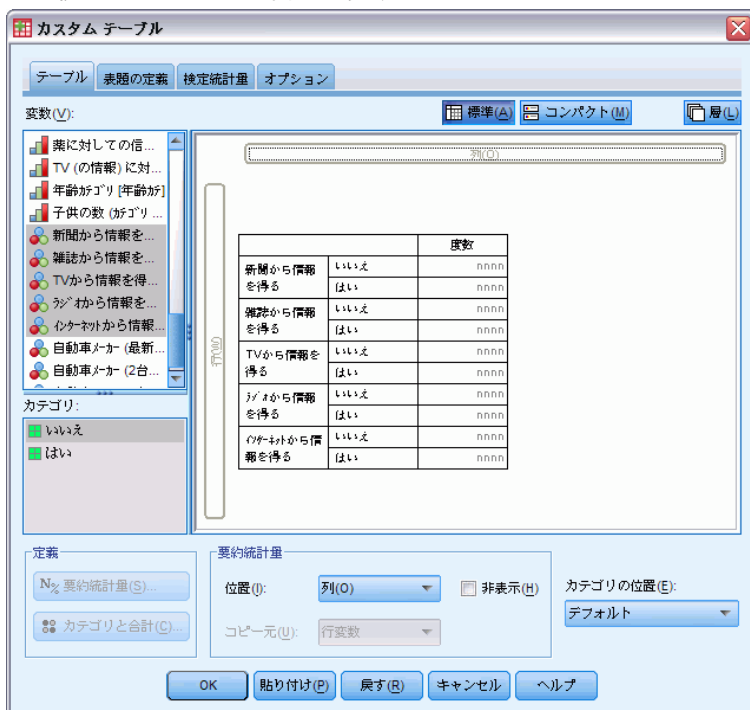 カスタム テーブル
テーブル 表題の定義 検定統計量 オプション
変数(V):
標準(A) コンパクト(M) 層(L)
薬に対しての信...
TV (の情報) に対...
年齢カテゴリ [年齢カテ]
子供の数 (カテゴリ ...
新聞から情報を...
雑誌から情報を...
TVから情報を得...
ラジオから情報を...
インターネットから情報...
自動車メーカー (最新...
自動車メーカー (2台...
カテゴリ:
いいえ
はい
列(O)
行(W)
度数
新聞から情報を得る いいえ nnnn
はい nnnn
雑誌から情報を得る いいえ nnnn
はい nnnn
TVから情報を得る いいえ nnnn
はい nnnn
ラジオから情報を得る いいえ nnnn
はい nnnn
インターネットから情報を得る いいえ nnnn
はい nnnn
定義
N% 要約統計量(S)...
カテゴリと合計(C)...
要約統計量
位置(I): 列(O) 非表示(H)
コピー元(U): 行変数
カテゴリの位置(E):
デフォルト
OK 貼り付け(P) 戻す(R) キャンセル ヘルプ